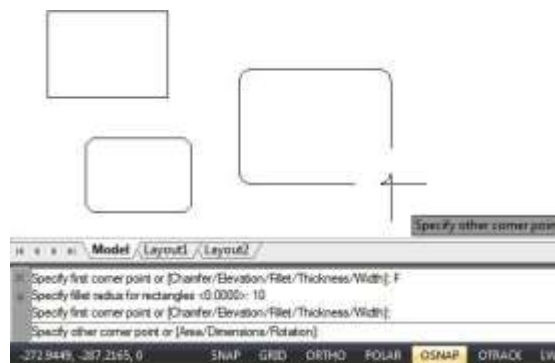 Specify other corner poin
Model Layout1 Layout2
Specify first corner point or [Chamfer/Elevation/Fillet/Thickness/Width]: F
Specify fillet radius for rectangles <0.0000>: 10
Specify first corner point or [Chamfer/Elevation/Fillet/Thickness/Width]:
Specify other corner point or [Area/Dimensions/Rotation]:
-272.9449, -287.2165, 0 SNAP GRID ORTHO POLAR OSNAP OTRACK